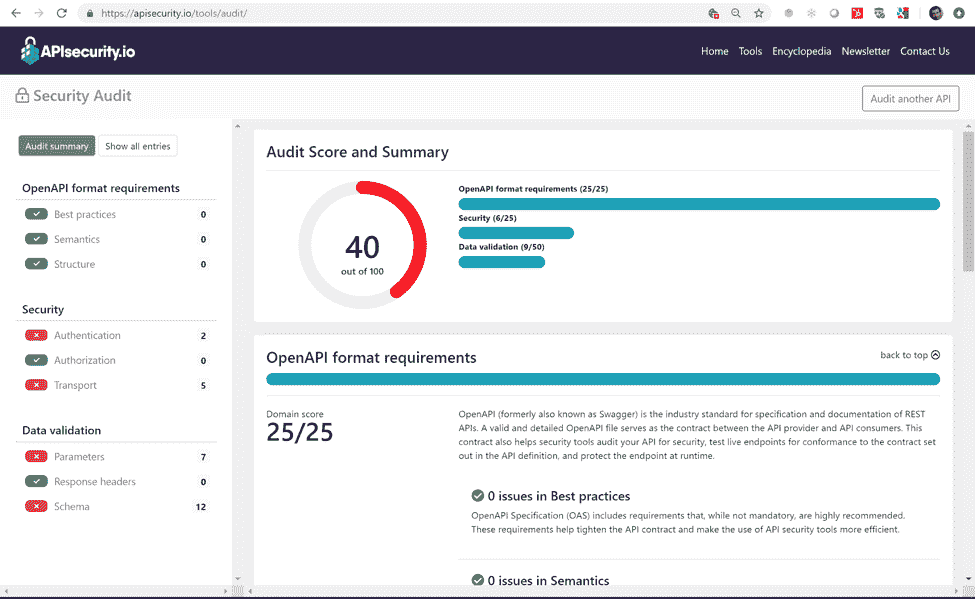 https://apisecurity.io/tools/audit/
APIsecurity.io
Home Tools Encyclopedia Newsletter Contact Us
Security Audit
Audit another API
Audit summary Show all entries
OpenAPI format requirements
Best practices 0
Semantics 0
Structure 0
Security
Authentication 2
Authorization 0
Transport 5
Data validation
Parameters 7
Response headers 0
Schema 12
Audit Score and Summary
40
out of 100
OpenAPI format requirements (25/25)
Security (6/25)
Data validation (9/50)
OpenAPI format requirements
back to top
Domain score
25/25
OpenAPI (formerly also known as Swagger) is the industry standard for specification and documentation of REST
APIs. A valid and detailed OpenAPI file serves as the contract between the API provider and API consumers. This
contract also helps security tools audit your API for security, test live endpoints for conformance to the contract set
out in the API definition, and protect the endpoint at runtime.
0 issues in Best practices
OpenAPI Specification (OAS) includes requirements that, while not mandatory, are highly recommended.
These requirements help tighten the API contract and make the use of API security tools more efficient.
0 issues in Semantics